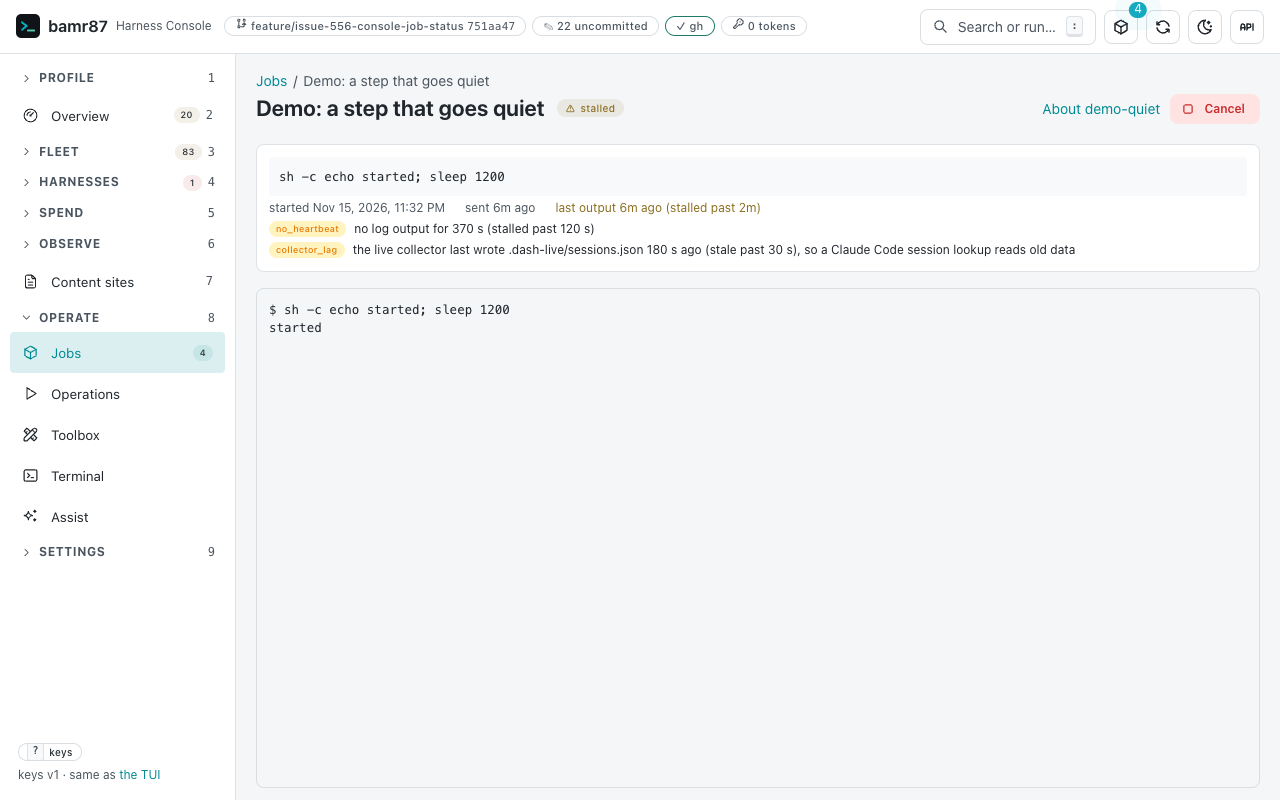 bamr87 Harness Console feature/issue-556-console-job-status 751aa47 22 uncommitted gh 0 tokens Search or run... : 4 API
PROFILE 1
Overview 20 2
FLEET 83 3
HARNESSES 1 4
SPEND 5
OBSERVE 6
Content sites 7
OPERATE 8
Jobs 4
Operations
Toolbox
Terminal
Assist
SETTINGS 9
? keys
keys v1 · same as the TUI
Jobs / Demo: a step that goes quiet
Demo: a step that goes quiet stalled About demo-quiet Cancel
sh -c echo started; sleep 1200
started Nov 15, 2026, 11:32 PM sent 6m ago last output 6m ago (stalled past 2m)
no_heartbeat no log output for 370 s (stalled past 120 s)
collector_lag the live collector last wrote .dash-live/sessions.json 180 s ago (stale past 30 s), so a Claude Code session lookup reads old data
$ sh -c echo started; sleep 1200
started